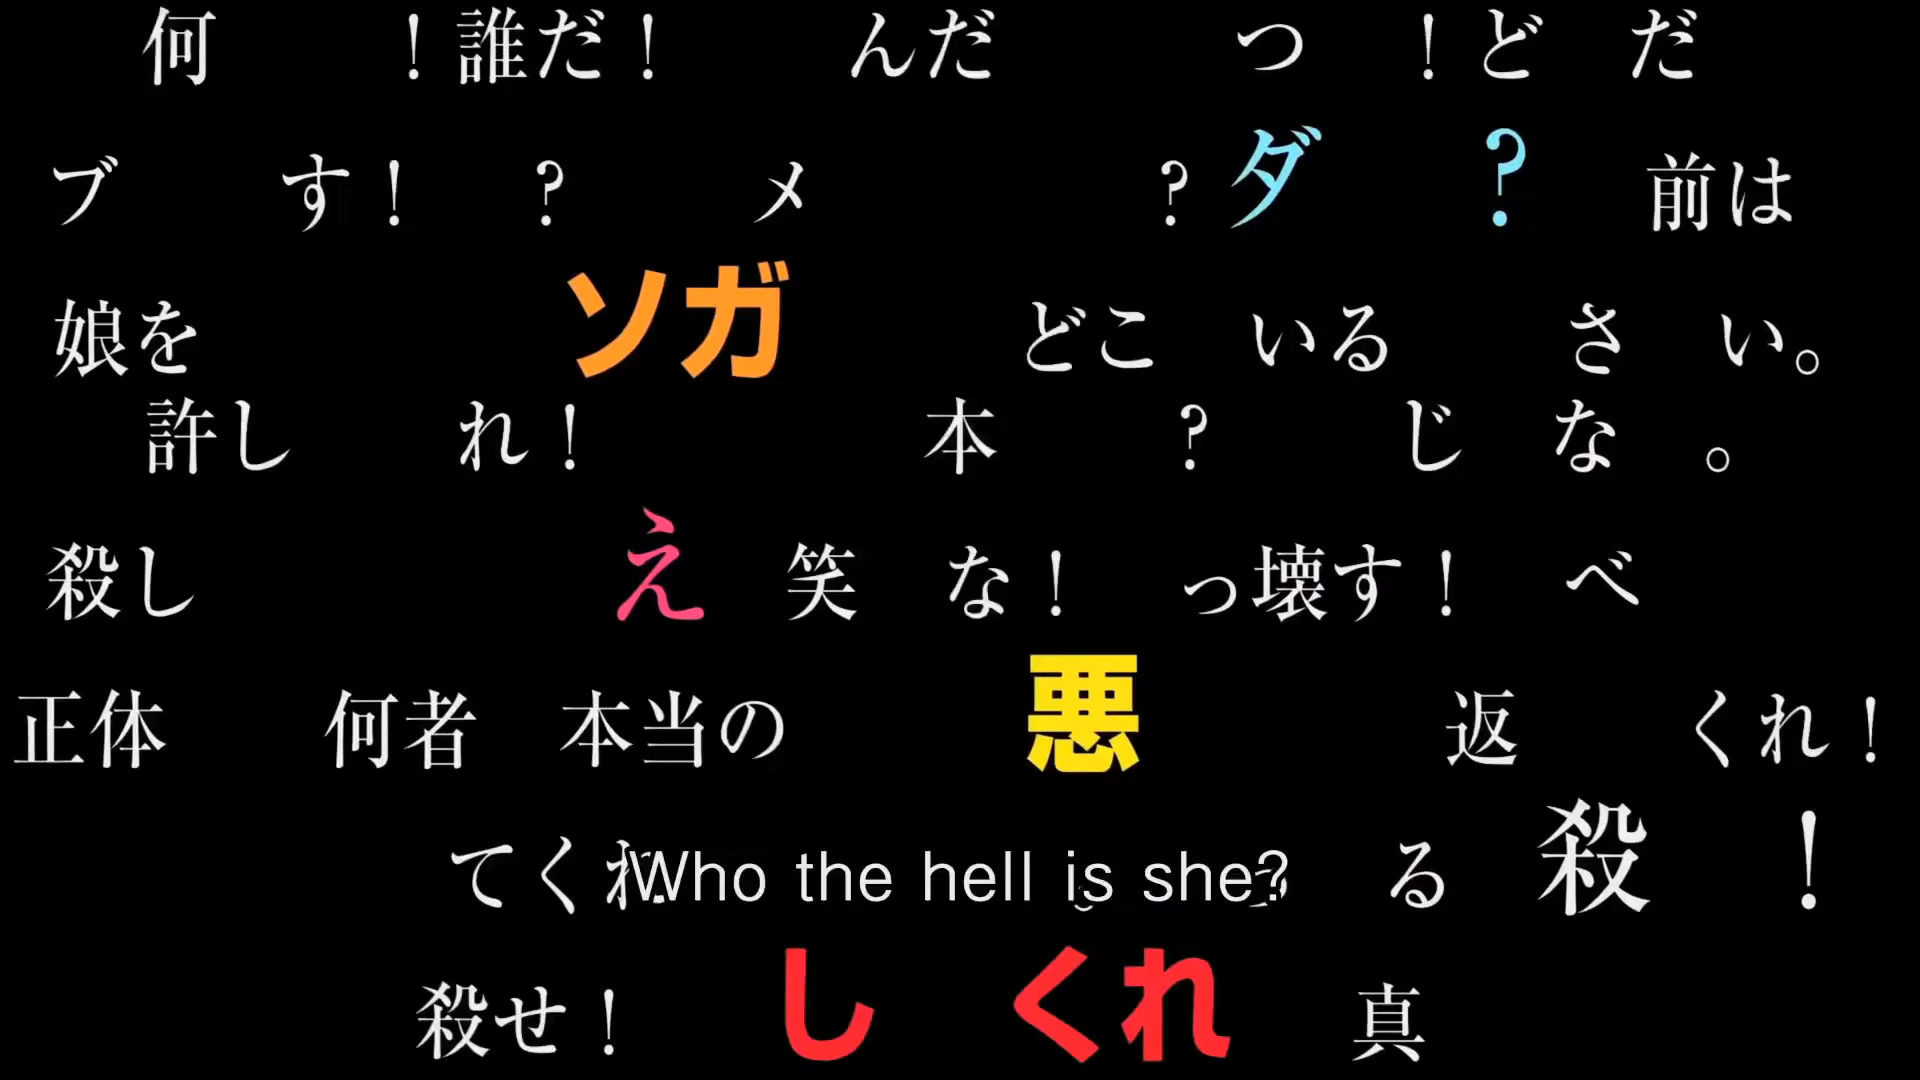 何 ！誰だ！ んだ つ ！ど だ
ブ す！ ？ メ ？ ダ ？ 前は
娘を ソガ どこ いる さ い。
許し れ！ 本 ？ じ な 。
殺し え 笑 な！ っ壊す！ べ
正体 何者 本当の 悪 返 くれ！
てくれ る 殺 ！
Who the hell is she?
殺せ！ し くれ 真